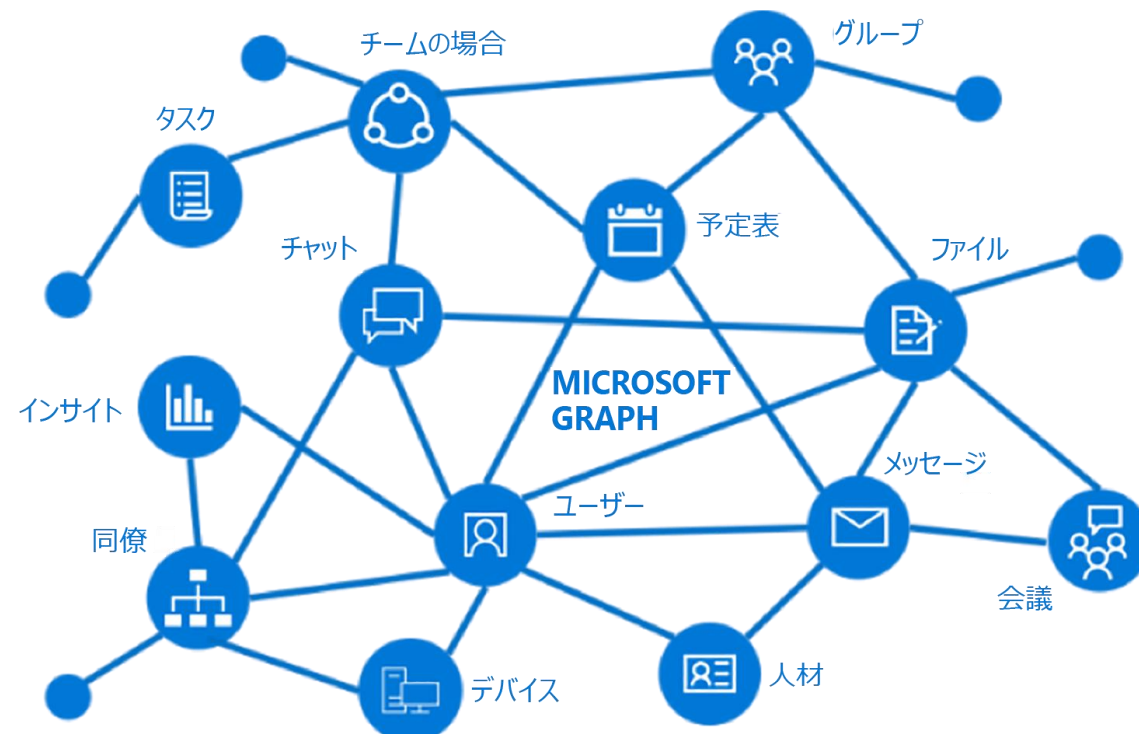 グループ
チームの場合
タスク
予定表
チャット
ファイル
MICROSOFT
GRAPH
インサイト
メッセージ
ユーザー
同僚
会議
人材
デバイス